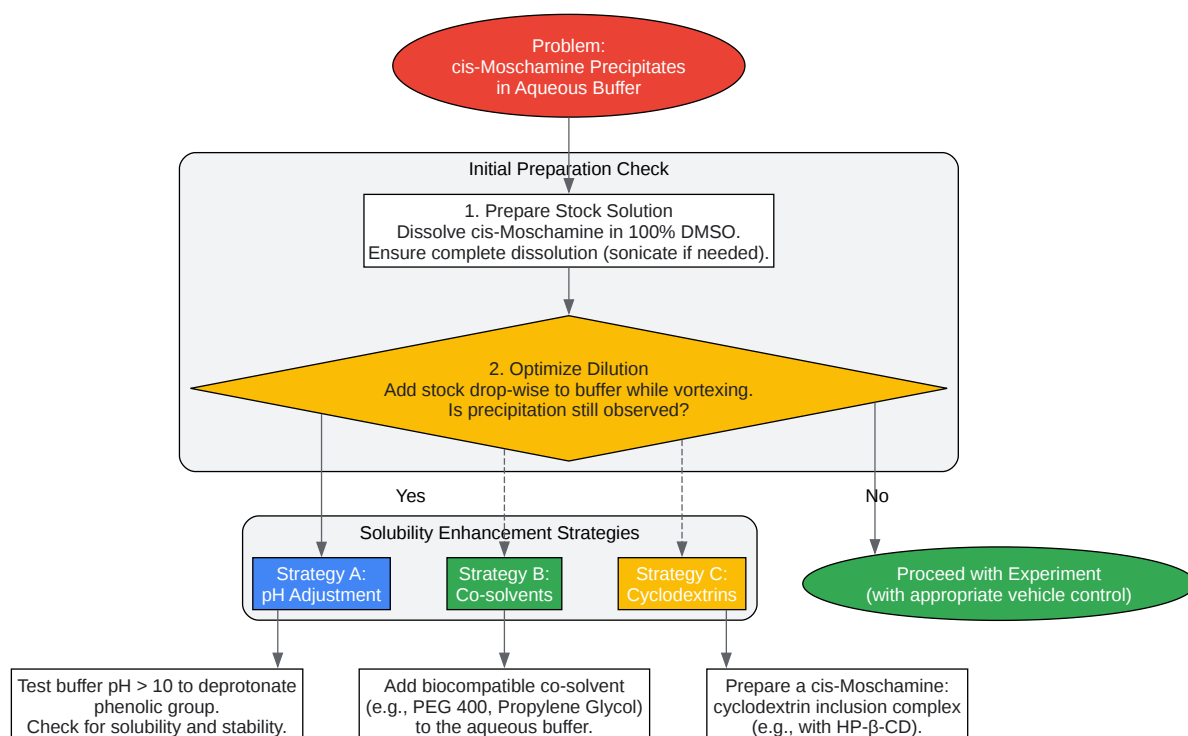 Problem:
cis-Moschamine Precipitates
in Aqueous Buffer
Initial Preparation Check
1. Prepare Stock Solution
Dissolve cis-Moschamine in 100% DMSO.
Ensure complete dissolution (sonicate if needed).
2. Optimize Dilution
Add stock drop-wise to buffer while vortexing.
Is precipitation still observed?
Yes
No
Solubility Enhancement Strategies
Strategy A:
pH Adjustment
Strategy B:
Co-solvents
Strategy C:
Cyclodextrins
Proceed with Experiment
(with appropriate vehicle control)
Test buffer pH > 10 to deprotonate
phenolic group.
Check for solubility and stability.
Add biocompatible co-solvent
(e.g., PEG 400, Propylene Glycol)
to the aqueous buffer.
Prepare a cis-Moschamine:
cyclodextrin inclusion complex
(e.g., with HP-β-CD).